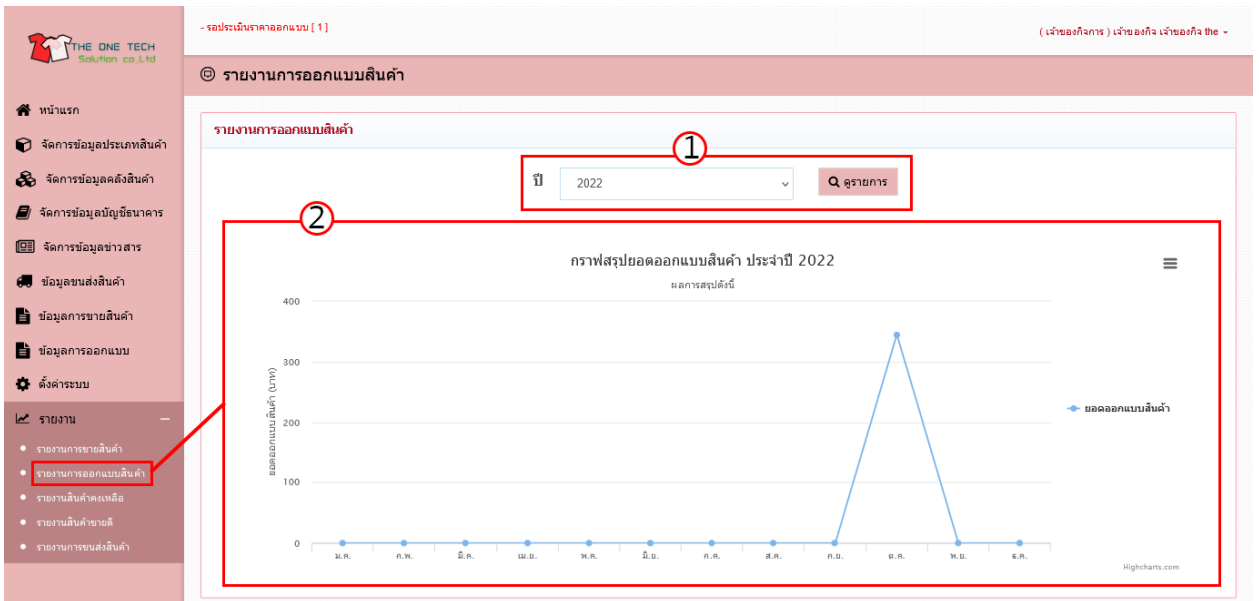 THE ONE TECH
Solution co,Ltd
- รอประเมินราคาออกแบบ [ 1 ]
( เจ้าของกิจการ ) เจ้าของกิจ เจ้าของกิจ the
รายงานการออกแบบสินค้า
หน้าแรก
จัดการข้อมูลประเภทสินค้า
จัดการข้อมูลคลังสินค้า
จัดการข้อมูลบัญชีธนาคาร
จัดการข้อมูลข่าวสาร
ข้อมูลขนส่งสินค้า
ข้อมูลการขายสินค้า
ข้อมูลการออกแบบ
ตั้งค่าระบบ
รายงาน
รายงานการขายสินค้า
รายงานการออกแบบสินค้า
รายงานสินค้าคงเหลือ
รายงานสินค้าขายดี
รายงานการขนส่งสินค้า
รายงานการออกแบบสินค้า
1
ปี 2022 ดูรายการ
2
กราฟสรุปยอดออกแบบสินค้า ประจำปี 2022
ผลการสรุปดังนี้
ยอดออกแบบสินค้า (บาท)
400
300
200
100
0
ม.ค. ก.พ. มี.ค. เม.ย. พ.ค. มิ.ย. ก.ค. ส.ค. ก.ย. ต.ค. พ.ย. ธ.ค.
ยอดออกแบบสินค้า
Highcharts.com